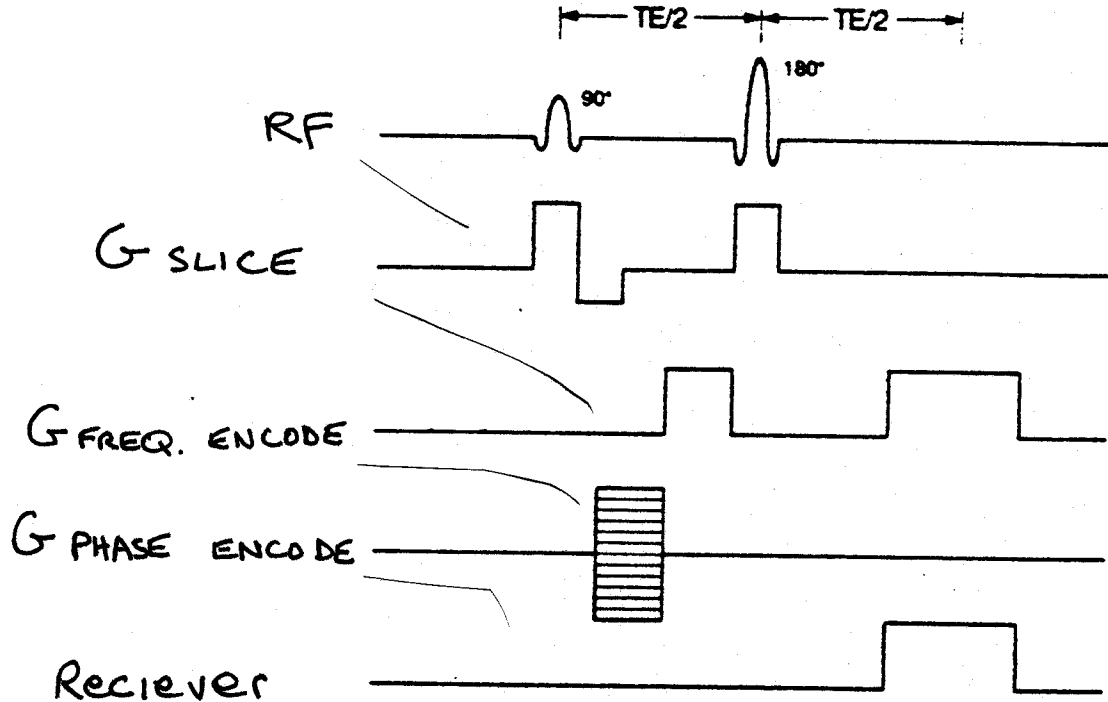 TE/2 TE/2
90°
180°
RF
G SLICE
G FREQ. ENCODE
G PHASE ENCODE
Reciever